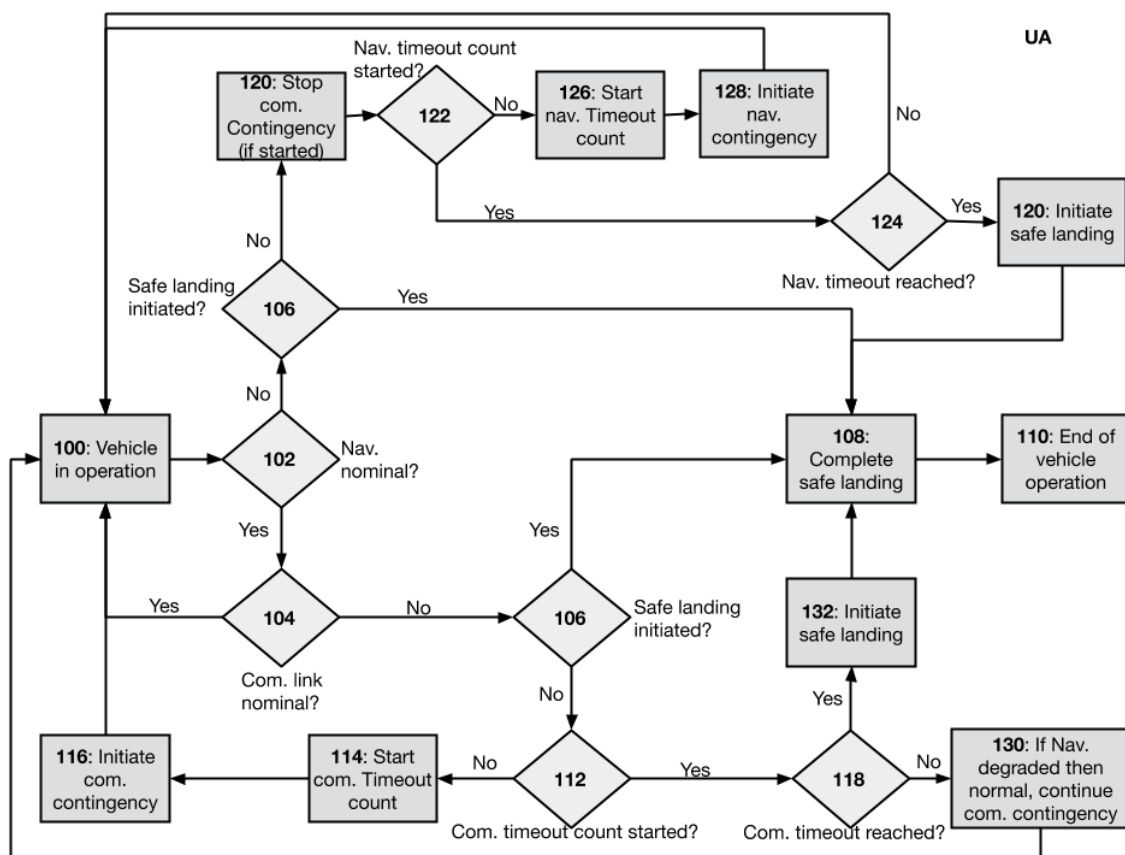 UA
Nav. timeout count
started?
120: Stop
com.
Contingency
(if started)
122
No
126: Start
nav. Timeout
count
128: Initiate
nav.
contingency
No
Yes
124
Yes
120: Initiate
safe landing
Nav. timeout reached?
No
Safe landing
initiated?
106
Yes
No
100: Vehicle
in operation
102
Nav.
nominal?
108:
Complete
safe landing
110: End of
vehicle
operation
Yes
Yes
Yes
104
No
106
Safe landing
initiated?
132: Initiate
safe landing
Com. link
nominal?
No
Yes
116: Initiate
com.
contingency
114: Start
com. Timeout
count
No
112
Yes
118
No
130: If Nav.
degraded then
normal, continue
com. contingency
Com. timeout count started?
Com. timeout reached?